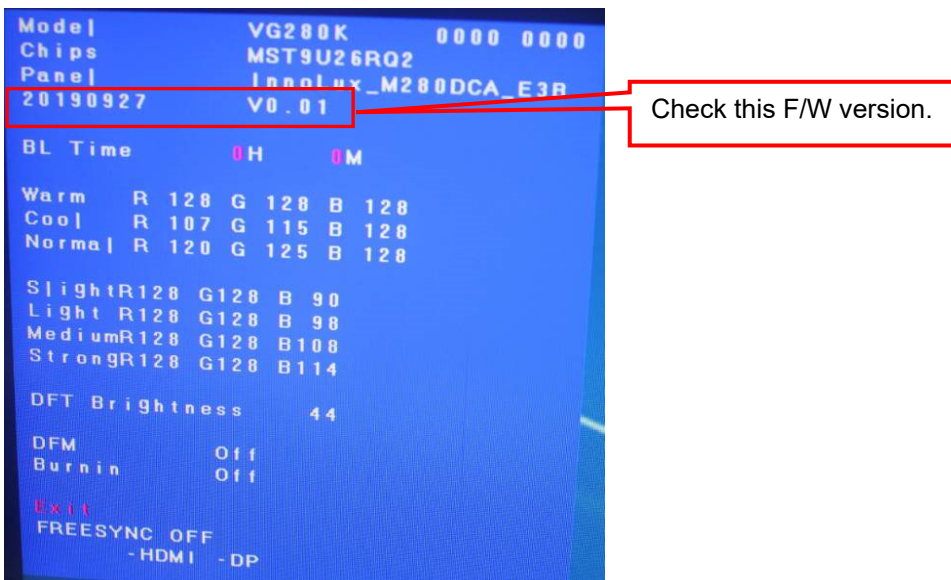 Model VG280K 0000 0000
Chips MST9U26RQ2
Panel InnoLux_M280DCA_E3R
20190927 V0.01
Check this F/W version.
BL Time 0H 0M
Warm R 128 G 128 B 128
Cool R 107 G 115 B 128
Normal R 120 G 125 B 128
SlightR128 G128 B 90
Light R128 G128 B 98
MediumR128 G128 B108
StrongR128 G128 B114
DFT Brightness 44
DFM Off
Burnin Off
Exit
FREESYNC OFF
-HDMI -DP